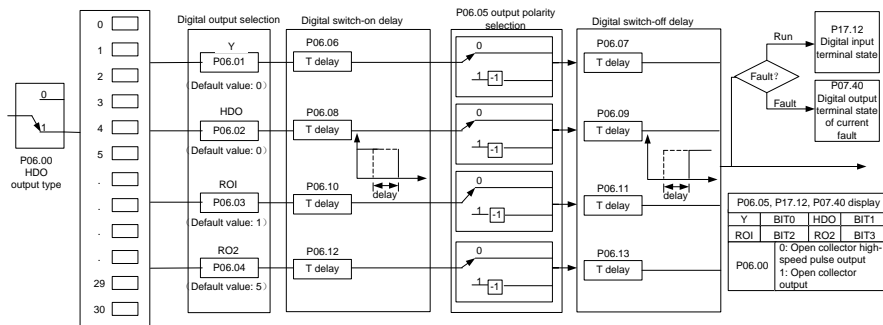 Digital output selection
Digital switch-on delay
P06.05 output polarity
selection
Digital switch-off delay
0
1
2
3
4
5
.
.
.
.
29
30
0
1
P06.00
HDO
output type
Y
P06.01
(Default value: 0)
HDO
P06.02
(Default value: 0)
ROI
P06.03
(Default value: 1)
RO2
P06.04
(Default value: 5)
P06.06
T delay
P06.08
T delay
delay
P06.10
T delay
P06.12
T delay
0
1
-1
0
1
-1
0
1
-1
0
1
-1
P06.07
T delay
P06.09
T delay
delay
P06.11
T delay
P06.13
T delay
Run
Fault?
Fault
P17.12
Digital input
terminal state
P07.40
Digital output
terminal state
of current
fault
P06.05, P17.12, P07.40 display
Y BIT0 HDO BIT1
ROI BIT2 RO2 BIT3
P06.00
0: Open collector high-
speed pulse output
1: Open collector
output